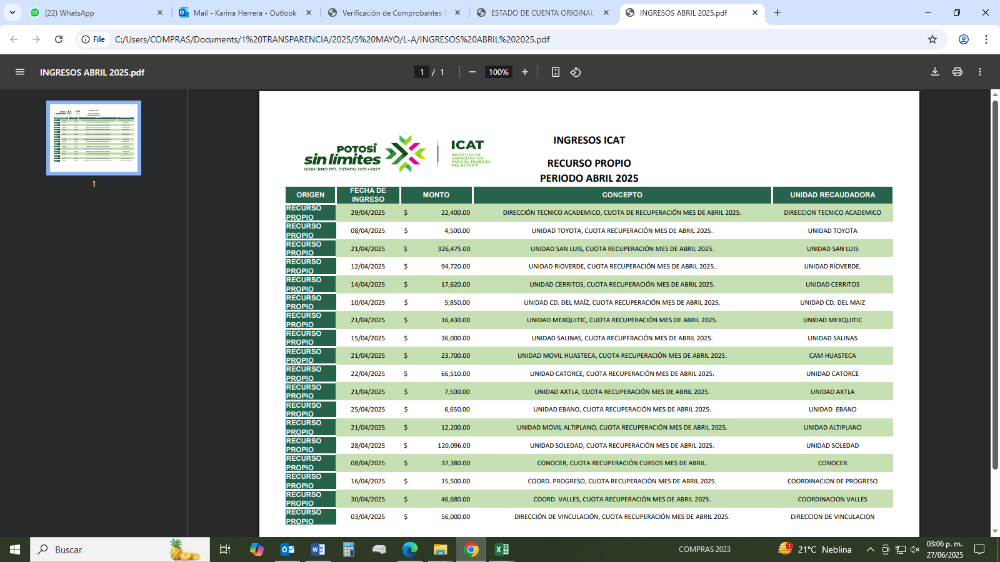 (22) WhatsApp
Mail - Karina Herrera - Outlook
Verificación de Comprobantes
ESTADO DE CUENTA ORIGINAL
INGRESOS ABRIL 2025.pdf
File C:/Users/COMPRAS/Documents/1%20TRANSPARENCIA/2025/5%20MAYO/L-A/INGRESOS%20ABRIL%202025.pdf
INGRESOS ABRIL 2025.pdf
1 / 1
100%
1
POTOSÍ
sin límites
GOBIERNO DEL ESTADO 2021•2027
ICAT
INSTITUTO DE
CAPACITACIÓN
PARA EL TRABAJO
DEL ESTADO
INGRESOS ICAT
RECURSO PROPIO
PERIODO ABRIL 2025
ORIGEN FECHA DE INGRESO MONTO CONCEPTO UNIDAD RECAUDADORA
RECURSO PROPIO 29/04/2025 $ 22,400.00 DIRECCIÓN TECNICO ACADEMICO, CUOTA DE RECUPERACIÓN MES DE ABRIL 2025. DIRECCION TECNICO ACADEMICO
RECURSO PROPIO 08/04/2025 $ 4,500.00 UNIDAD TOYOTA, CUOTA RECUPERACIÓN MES DE ABRIL 2025. UNIDAD TOYOTA
RECURSO PROPIO 21/04/2025 $ 326,475.00 UNIDAD SAN LUIS, CUOTA RECUPERACIÓN MES DE ABRIL 2025. UNIDAD SAN LUIS
RECURSO PROPIO 12/04/2025 $ 94,720.00 UNIDAD RIOVERDE, CUOTA RECUPERACIÓN MES DE ABRIL 2025. UNIDAD RÍOVERDE.
RECURSO PROPIO 14/04/2025 $ 17,620.00 UNIDAD CERRITOS, CUOTA RECUPERACIÓN MES DE ABRIL 2025. UNIDAD CERRITOS
RECURSO PROPIO 10/04/2025 $ 5,850.00 UNIDAD CD. DEL MAÍZ, CUOTA RECUPERACIÓN MES DE ABRIL 2025. UNIDAD CD. DEL MAIZ
RECURSO PROPIO 21/04/2025 $ 16,430.00 UNIDAD MEXQUITIC, CUOTA RECUPERACIÓN MES DE ABRIL 2025. UNIDAD MEXQUITIC
RECURSO PROPIO 15/04/2025 $ 36,000.00 UNIDAD SALINAS, CUOTA RECUPERACIÓN MES DE ABRIL 2025. UNIDAD SALINAS
RECURSO PROPIO 21/04/2025 $ 23,700.00 UNIDAD MOVIL HUASTECA, CUOTA RECUPERACIÓN MES DE ABRIL 2025. CAM HUASTECA
RECURSO PROPIO 22/04/2025 $ 66,510.00 UNIDAD CATORCE, CUOTA RECUPERACIÓN MES DE ABRIL 2025. UNIDAD CATORCE
RECURSO PROPIO 21/04/2025 $ 7,500.00 UNIDAD AXTLA, CUOTA RECUPERACIÓN MES DE ABRIL 2025. UNIDAD AXTLA
RECURSO PROPIO 25/04/2025 $ 6,650.00 UNIDAD EBANO, CUOTA RECUPERACIÓN MES DE ABRIL 2025. UNIDAD EBANO
RECURSO PROPIO 21/04/2025 $ 12,200.00 UNIDAD MOVIL ALTIPLANO, CUOTA RECUPERACIÓN MES DE ABRIL 2025. UNIDAD ALTIPLANO
RECURSO PROPIO 28/04/2025 $ 120,096.00 UNIDAD SOLEDAD, CUOTA RECUPERACIÓN MES DE ABRIL 2025. UNIDAD SOLEDAD
RECURSO PROPIO 08/04/2025 $ 37,380.00 CONOCER, CUOTA RECUPERACIÓN CURSOS MES DE ABRIL. CONOCER
RECURSO PROPIO 16/04/2025 $ 15,500.00 COORD. PROGRESO, CUOTA RECUPERACIÓN MES DE ABRIL 2025. COORDINACION DE PROGRESO
RECURSO PROPIO 30/04/2025 $ 46,680.00 COORD. VALLES, CUOTA RECUPERACIÓN MES DE ABRIL 2025. COORDINACION VALLES
RECURSO PROPIO 03/04/2025 $ 56,000.00 DIRECCIÓN DE VINCULACIÓN, CUOTA RECUPERACIÓN MES DE ABRIL 2025. DIRECCION DE VINCULACION
Buscar
COMPRAS 2023
21°C Neblina
03:06 p. m.
27/06/2025